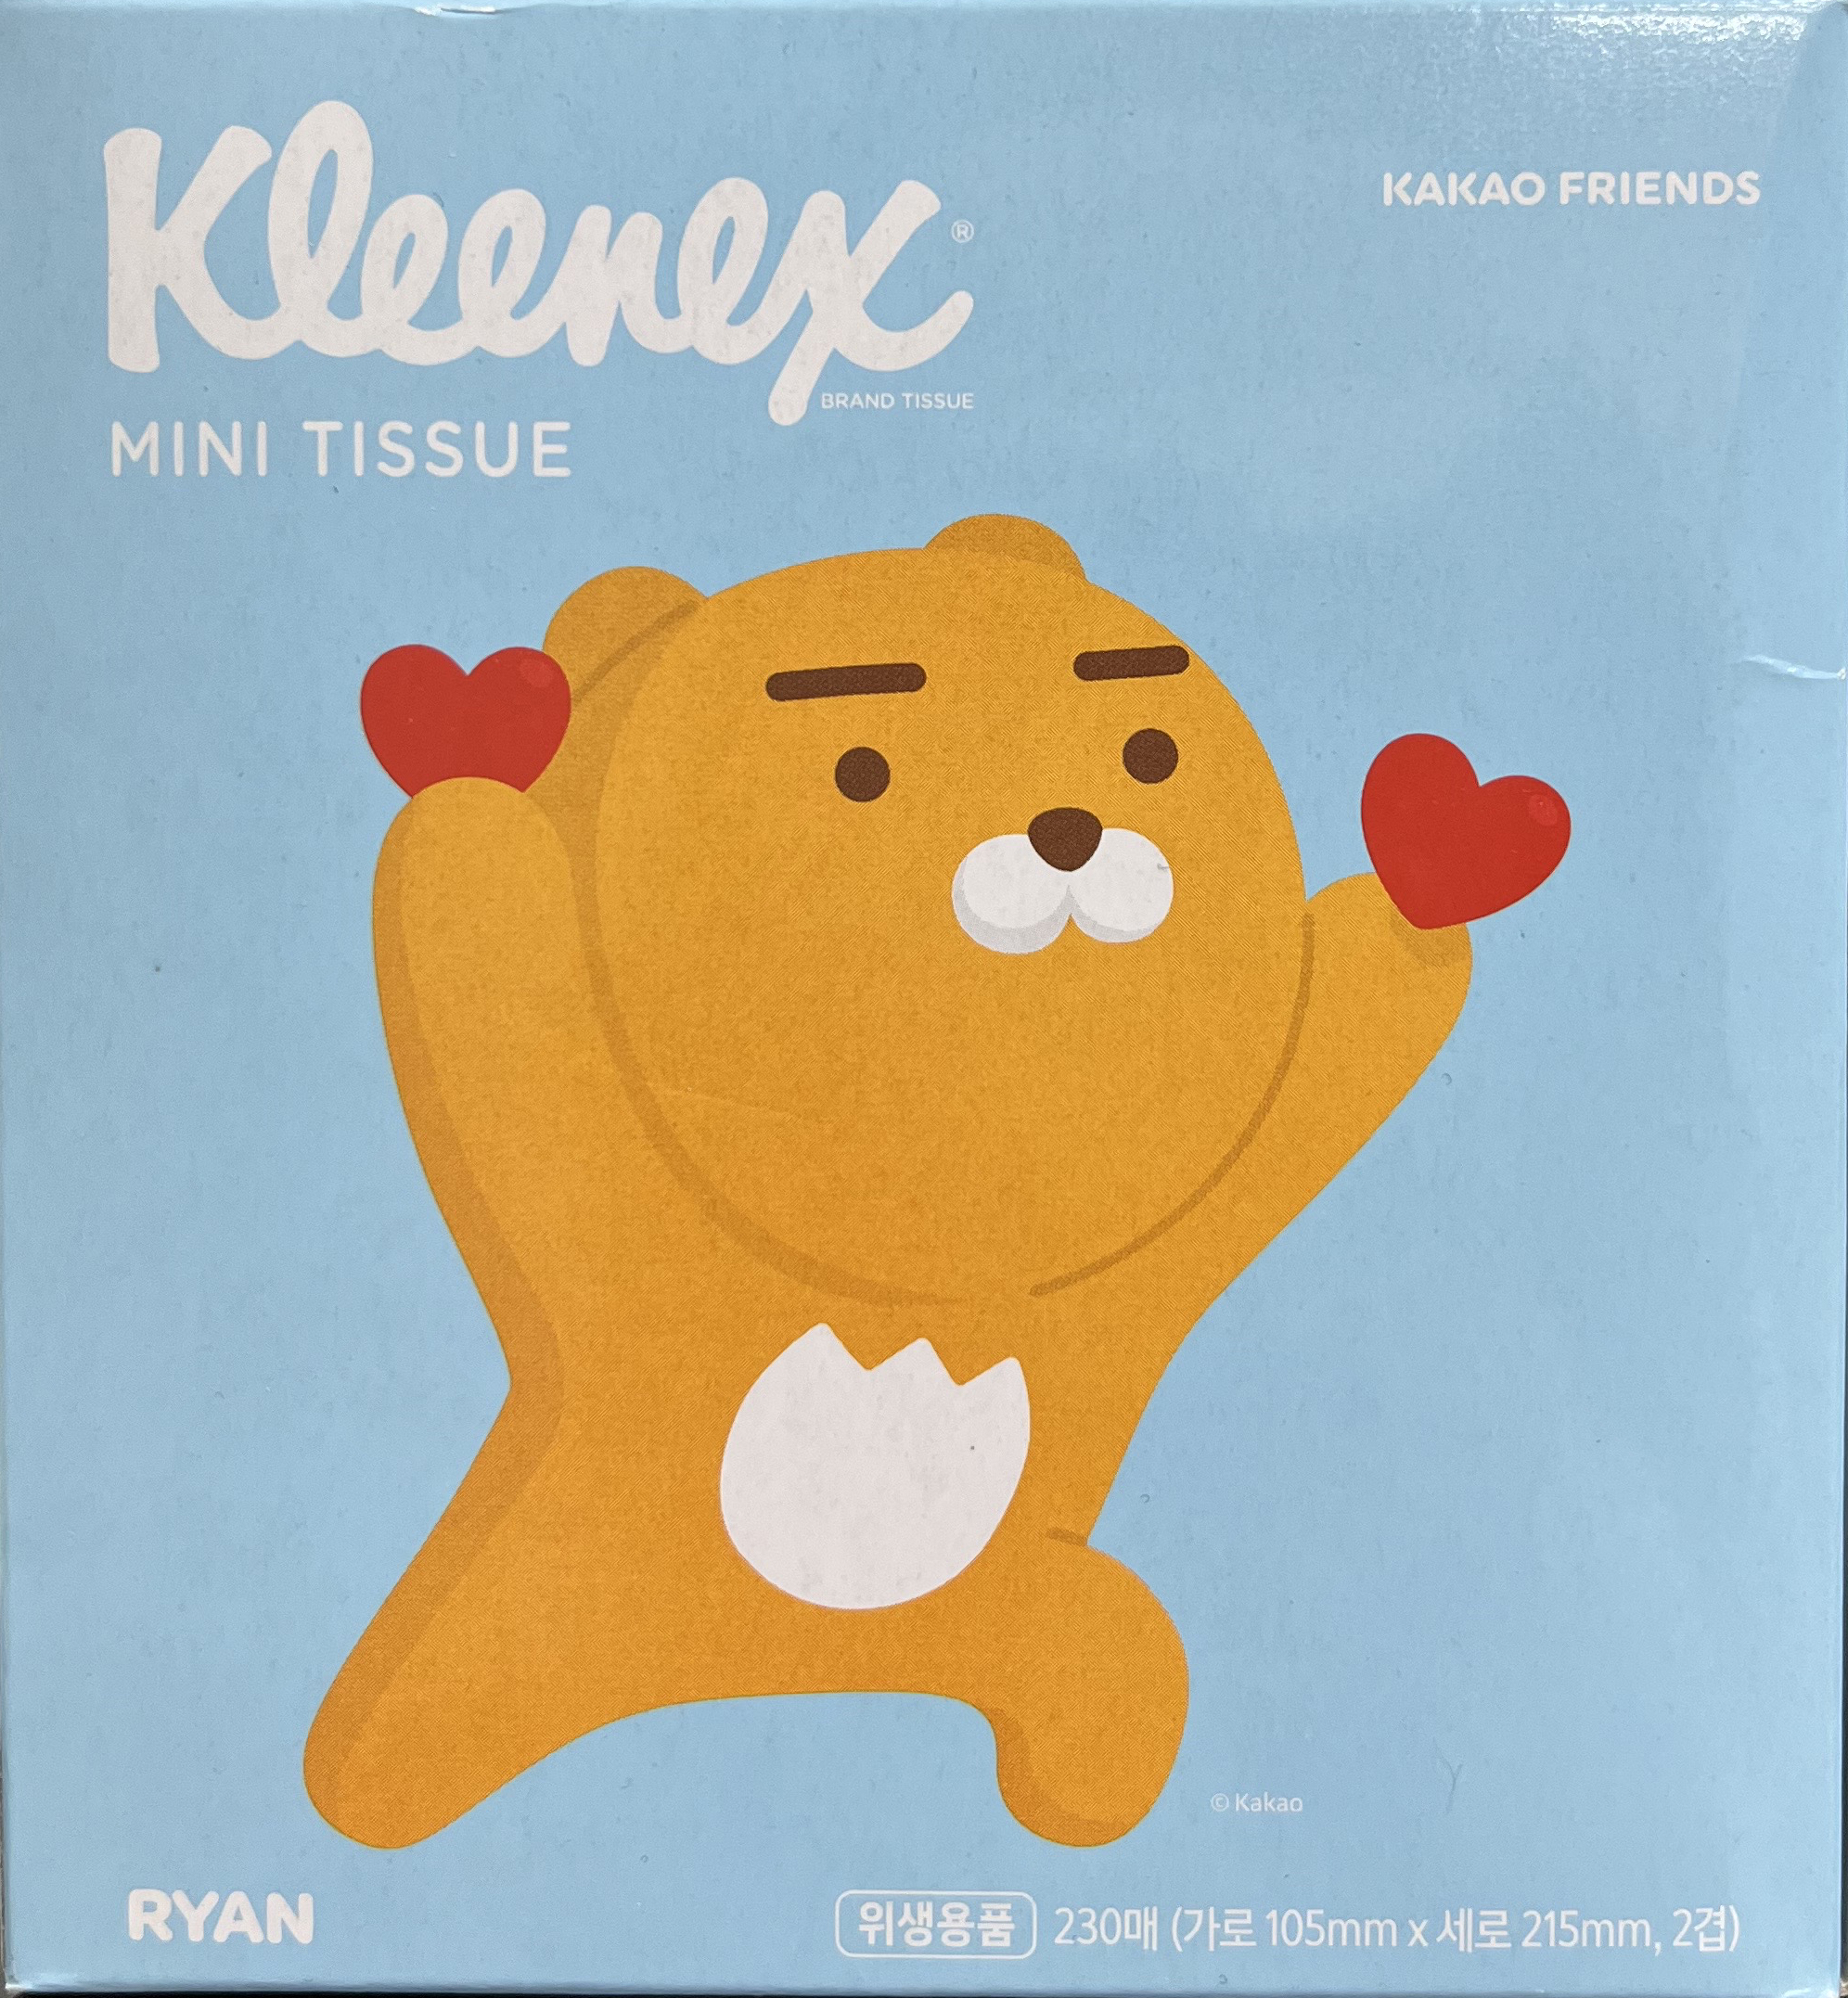 Kleenex®
BRAND TISSUE
MINI TISSUE
KAKAO FRIENDS
© Kakao
RYAN
위생용품 230매 (가로 105mm x 세로 215mm, 2겹)